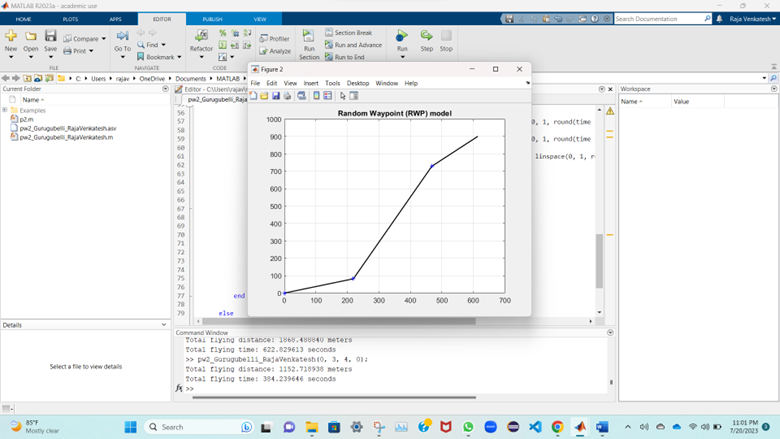 MATLAB R2023a - academic use
HOME PLOTS APPS EDITOR PUBLISH VIEW
Search Documentation Raja Venkatesh
New Open Save Compare Print Go To Find Bookmark Refactor Profiler Analyze Run Section Section Break Run and Advance Run to End Run Step Stop
FILE NAVIGATE CODE
C: Users rajav OneDrive Documents MATLAB
Current Folder
Name
Examples
p2.m
pw2_Gurugubelli_RajaVenkatesh.asv
pw2_Gurugubelli_RajaVenkatesh.m
Details
Select a file to view details
Editor - C:\Users\rajav\
pw2_Gurugubelli_Raja
56
57
58
59
60
61
62
63
64
65
66
67
68
69
70
71
72
73
74
75
76
77
78
79
0, 1, round(time
0, 1, round(time
linspace(0, 1, r
end
else
Figure 2
File Edit View Insert Tools Desktop Window Help
Random Waypoint (RWP) model
1000
900
800
700
600
500
400
300
200
100
0
0 100 200 300 400 500 600 700
Workspace
Name Value
Command Window
Total flying distance: 1868.488840 meters
Total flying time: 622.829613 seconds
>> pw2_Gurugubelli_RajaVenkatesh(0, 3, 4, 0);
Total flying distance: 1152.718938 meters
Total flying time: 384.239646 seconds
fx >>
85°F
Mostly clear
Search
11:01 PM
7/20/2023